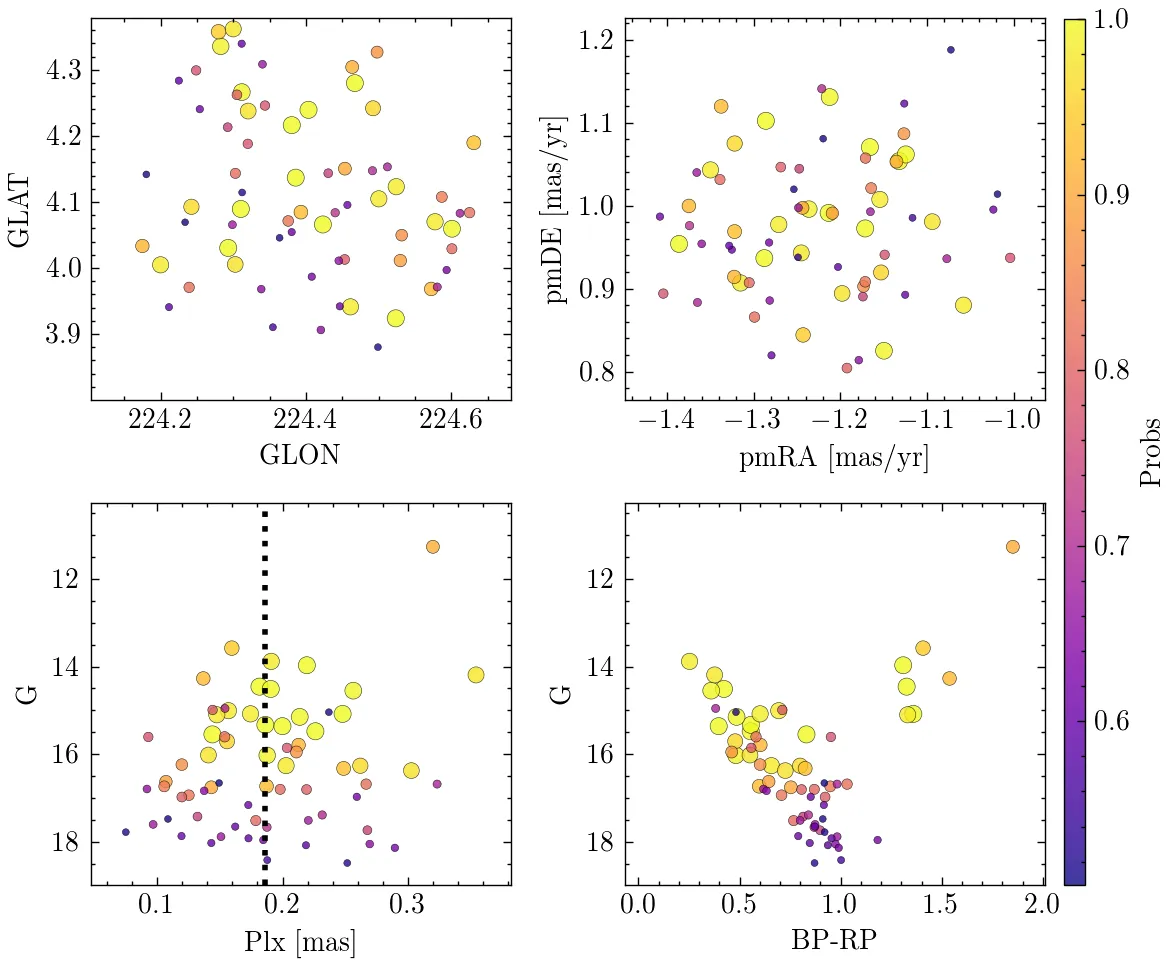 4.3
4.2
4.1
4.0
3.9
GLAT
224.2 224.4 224.6
GLON
1.2
1.1
1.0
0.9
0.8
pmDE [mas/yr]
−1.4 −1.3 −1.2 −1.1 −1.0
pmRA [mas/yr]
12
14
16
18
G
0.1 0.2 0.3
Plx [mas]
12
14
16
18
G
0.0 0.5 1.0 1.5 2.0
BP-RP
1.0
0.9
0.8
0.7
0.6
Probs